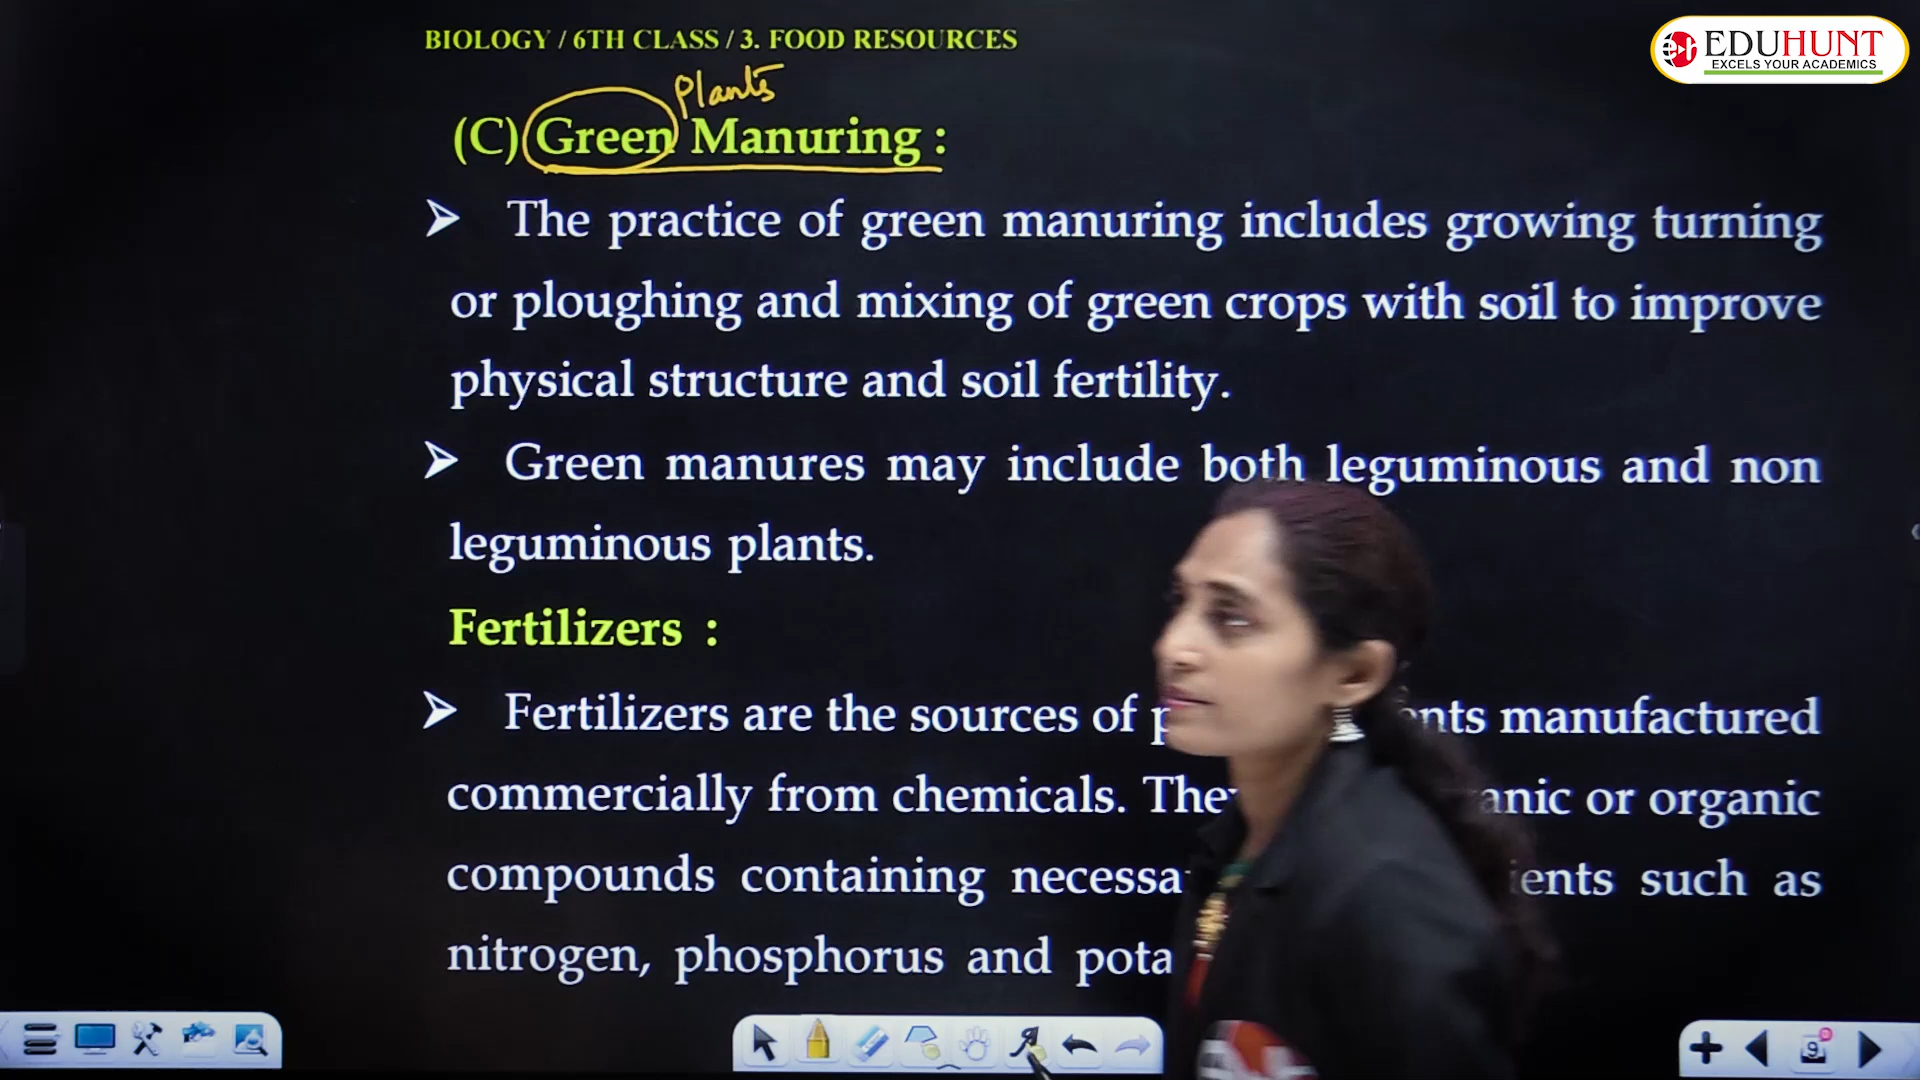 BIOLOGY / 6TH CLASS / 3. FOOD RESOURCES
EDUHUNT
EXCELS YOUR ACADEMICS
plants
(C) Green Manuring :
➢ The practice of green manuring includes growing turning
or ploughing and mixing of green crops with soil to improve
physical structure and soil fertility.
➢ Green manures may include both leguminous and non
leguminous plants.
Fertilizers :
➢ Fertilizers are the sources of manufactured
commercially from chemicals. or organic
compounds containing such as
nitrogen, phosphorus and
9